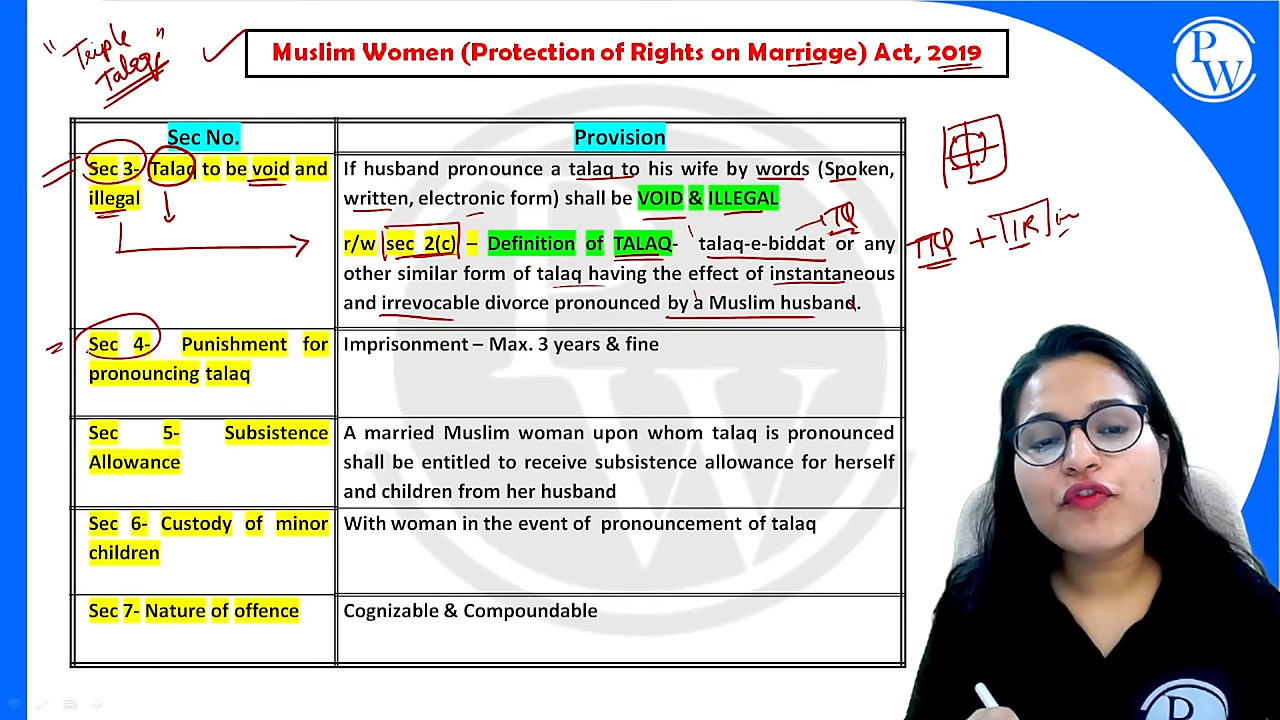 "Triple
Talaq"
Muslim Women (Protection of Rights on Marriage) Act, 2019
PW
Sec No.
Provision
Sec 3- Talaq to be void and
illegal
If husband pronounce a talaq to his wife by words (Spoken,
written, electronic form) shall be VOID & ILLEGAL
r/w sec 2(c) – Definition of TALAQ- talaq-e-biddat or any
other similar form of talaq having the effect of instantaneous
and irrevocable divorce pronounced by a Muslim husband.
Sec 4- Punishment for
pronouncing talaq
Imprisonment – Max. 3 years & fine
Sec 5- Subsistence
Allowance
A married Muslim woman upon whom talaq is pronounced
shall be entitled to receive subsistence allowance for herself
and children from her husband
Sec 6- Custody of minor
children
With woman in the event of pronouncement of talaq
Sec 7- Nature of offence
Cognizable & Compoundable
PW